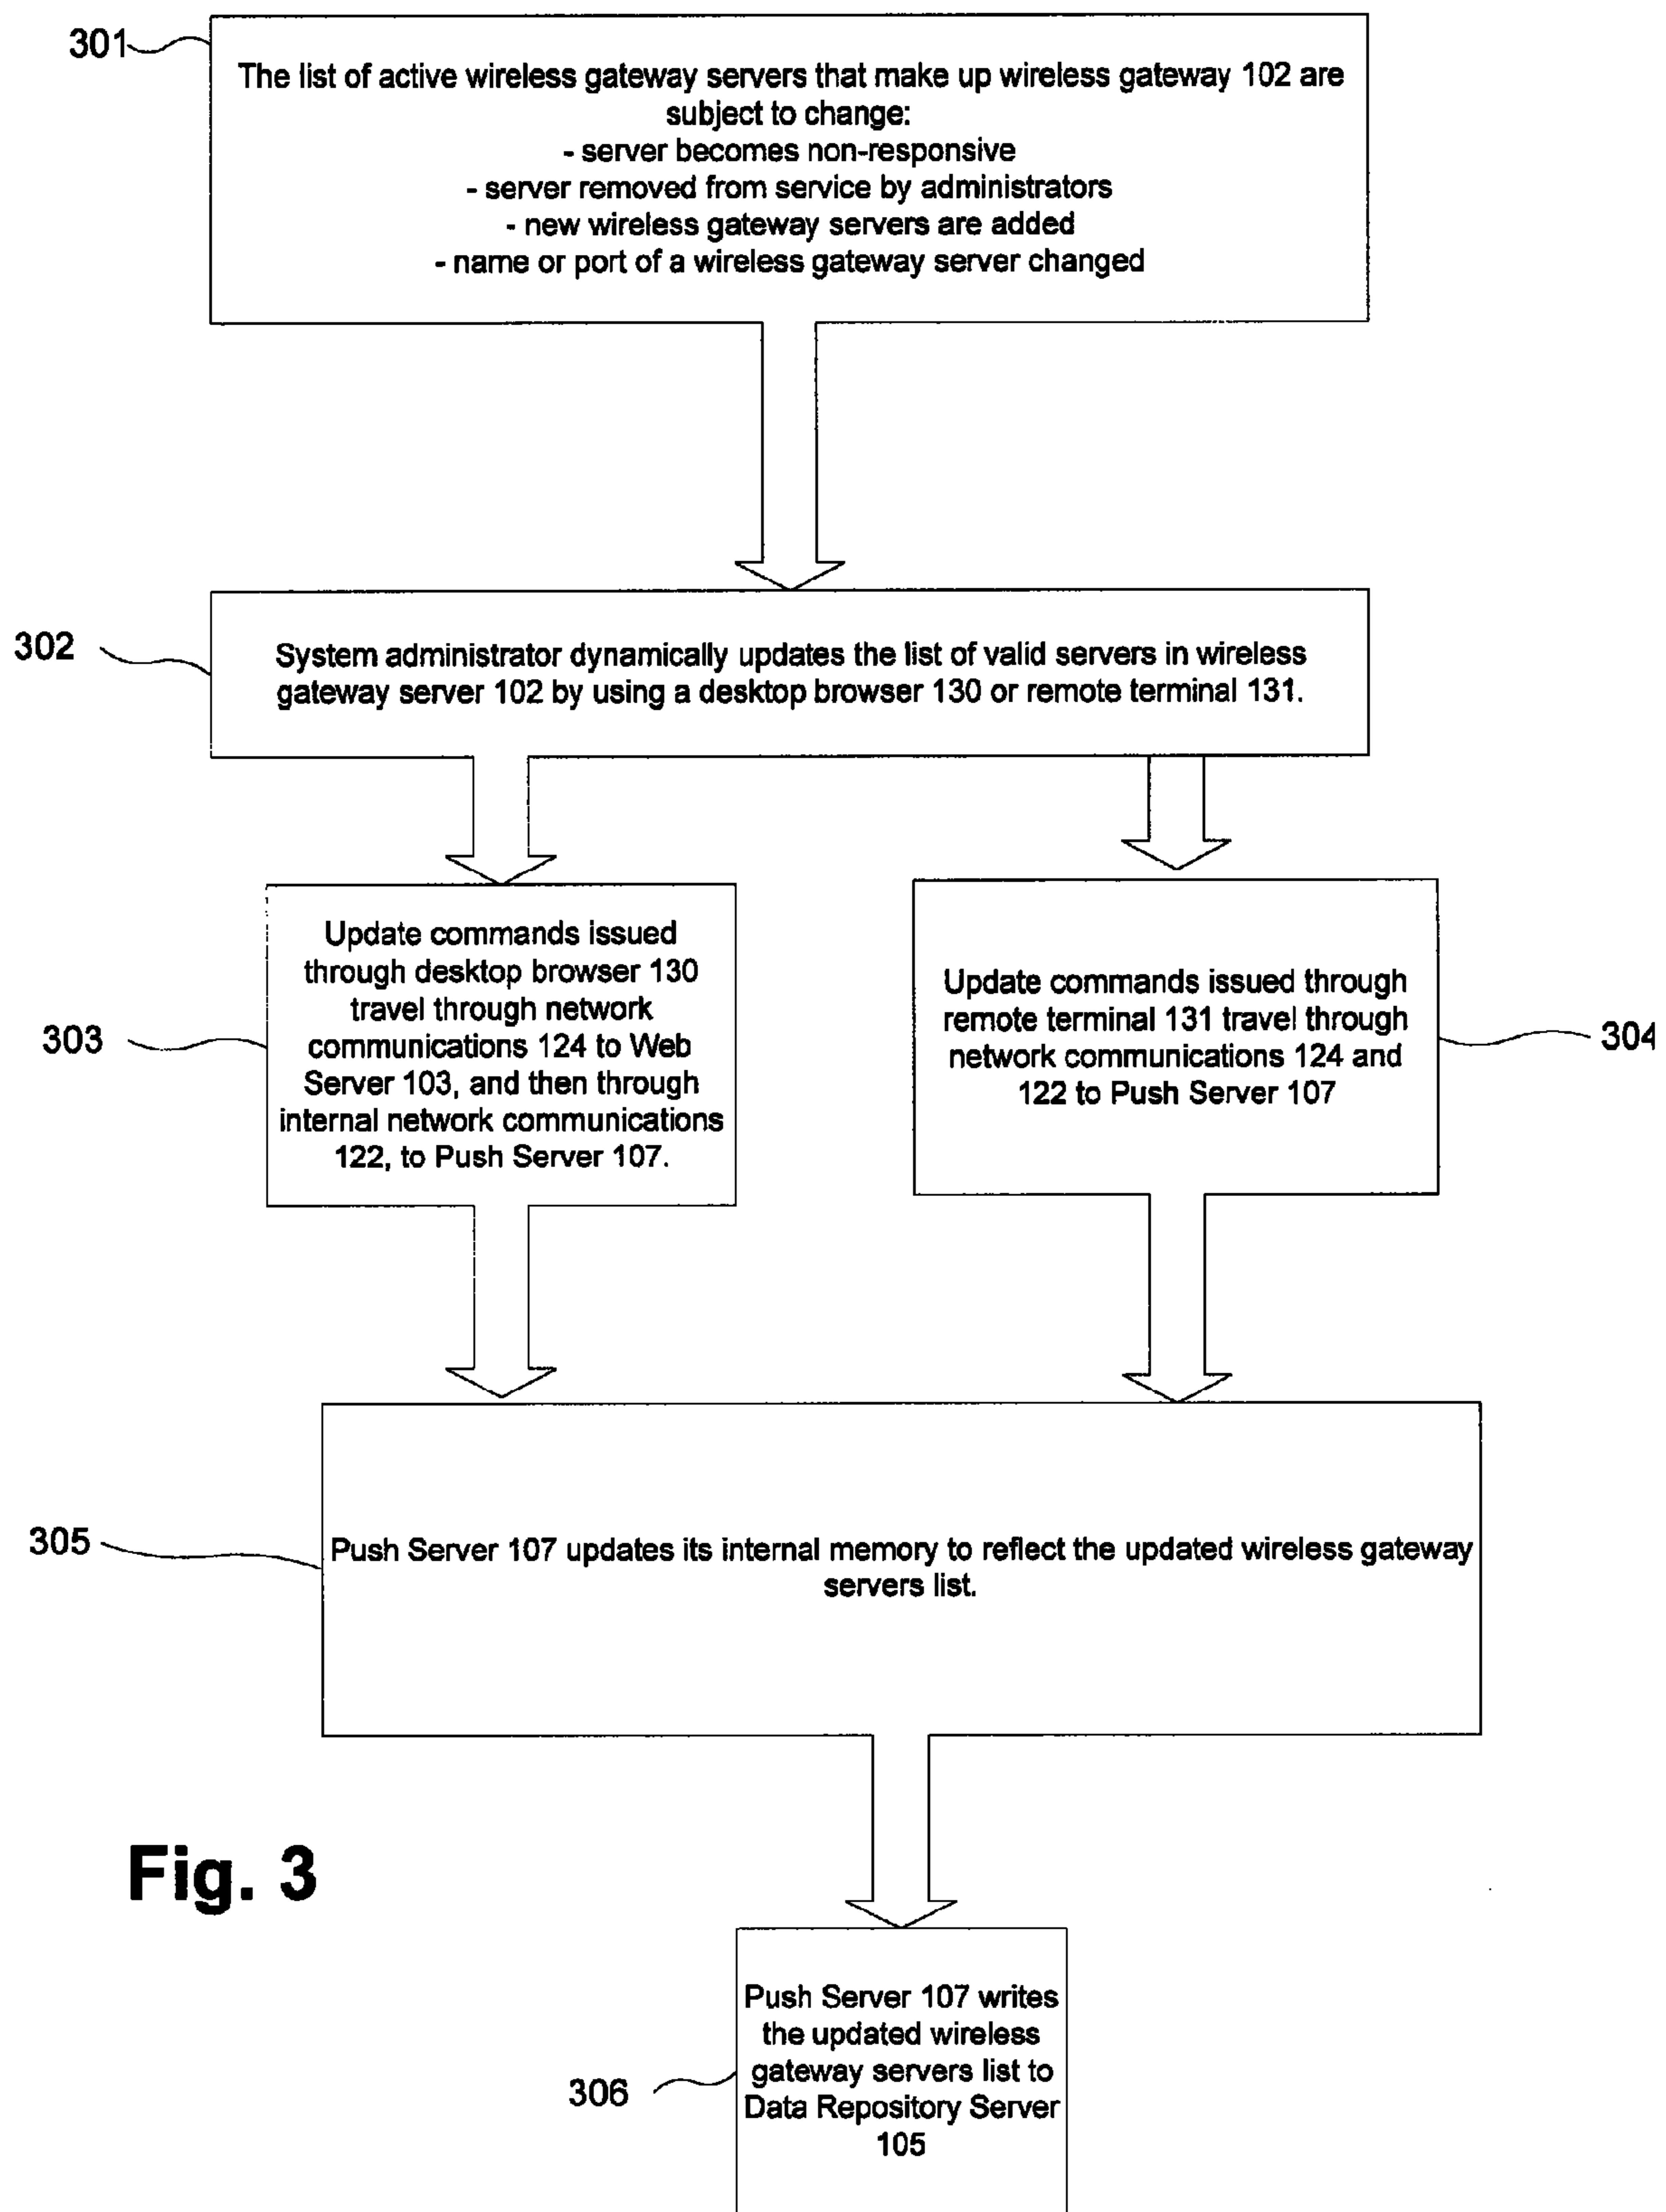 301
The list of active wireless gateway servers that make up wireless gateway 102 are
subject to change:
- server becomes non-responsive
- server removed from service by administrators
- new wireless gateway servers are added
- name or port of a wireless gateway server changed
302
System administrator dynamically updates the list of valid servers in wireless
gateway server 102 by using a desktop browser 130 or remote terminal 131.
303
Update commands issued
through desktop browser 130
travel through network
communications 124 to Web
Server 103, and then through
internal network communications
122, to Push Server 107.
Update commands issued through
remote terminal 131 travel through
network communications 124 and
122 to Push Server 107
304
305
Push Server 107 updates its internal memory to reflect the updated wireless gateway
servers list.
Fig. 3
306
Push Server 107 writes
the updated wireless
gateway servers list to
Data Repository Server
105